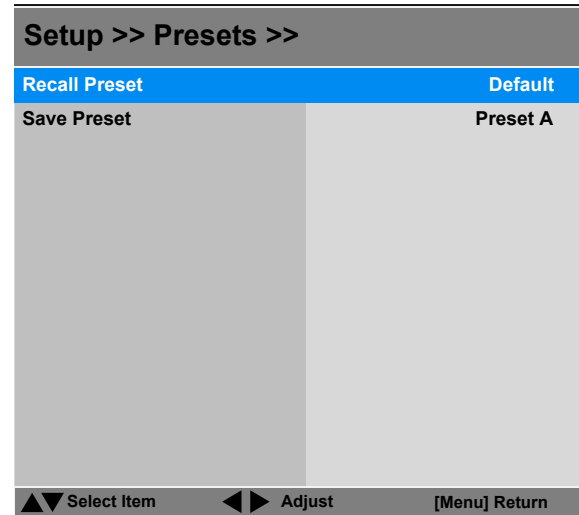 Setup >> Presets >>
Recall Preset Default
Save Preset Preset A
Select Item Adjust [Menu] Return